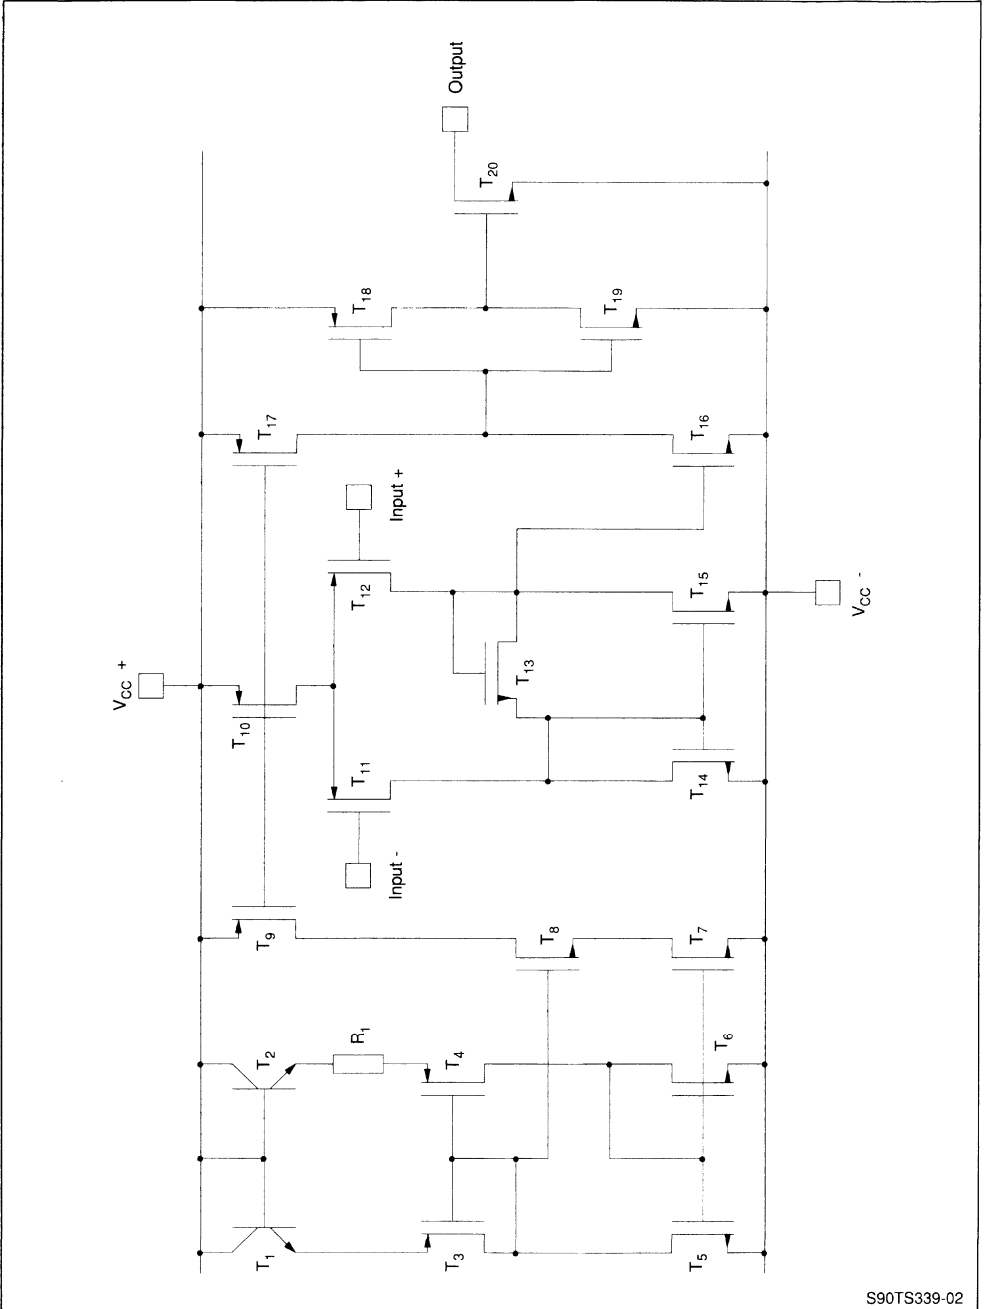 Output
T20
T18
T19
T17
T16
Input +
T12
T15
VCC -
VCC +
T13
T10
T11
T14
Input -
T9
T8
T7
R1
T2
T4
T6
T1
T3
T5
S90TS339-02